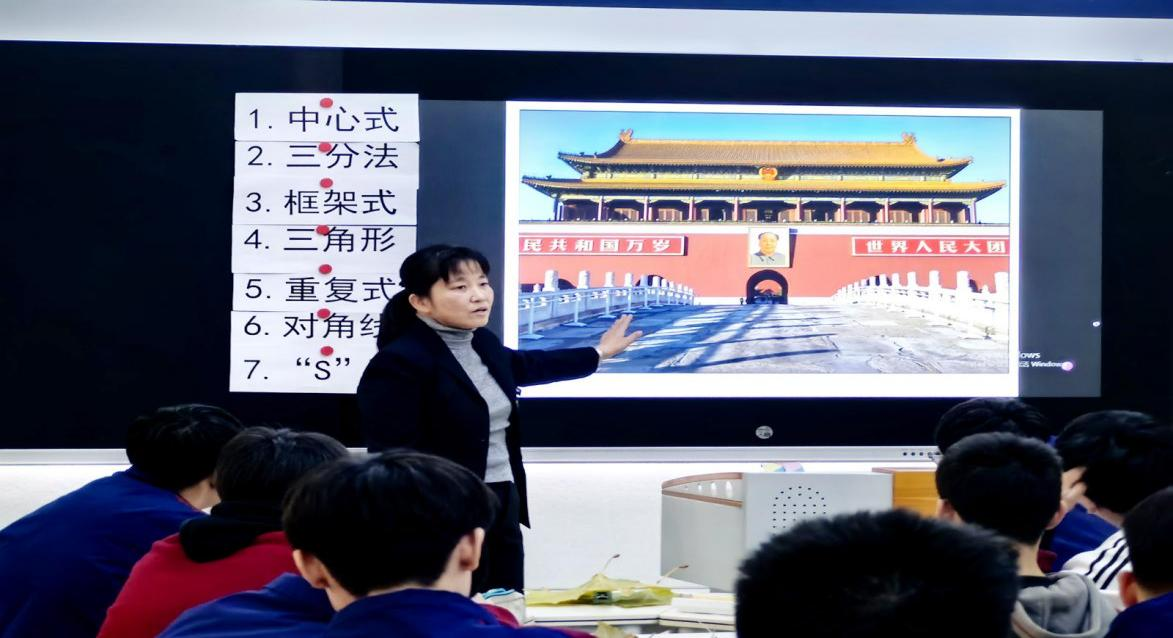 1. 中心式
2. 三分法
3. 框架式
4. 三角形
5. 重复式
6. 对角
7. “S”
民共和国万岁
世界人民大团
Windows